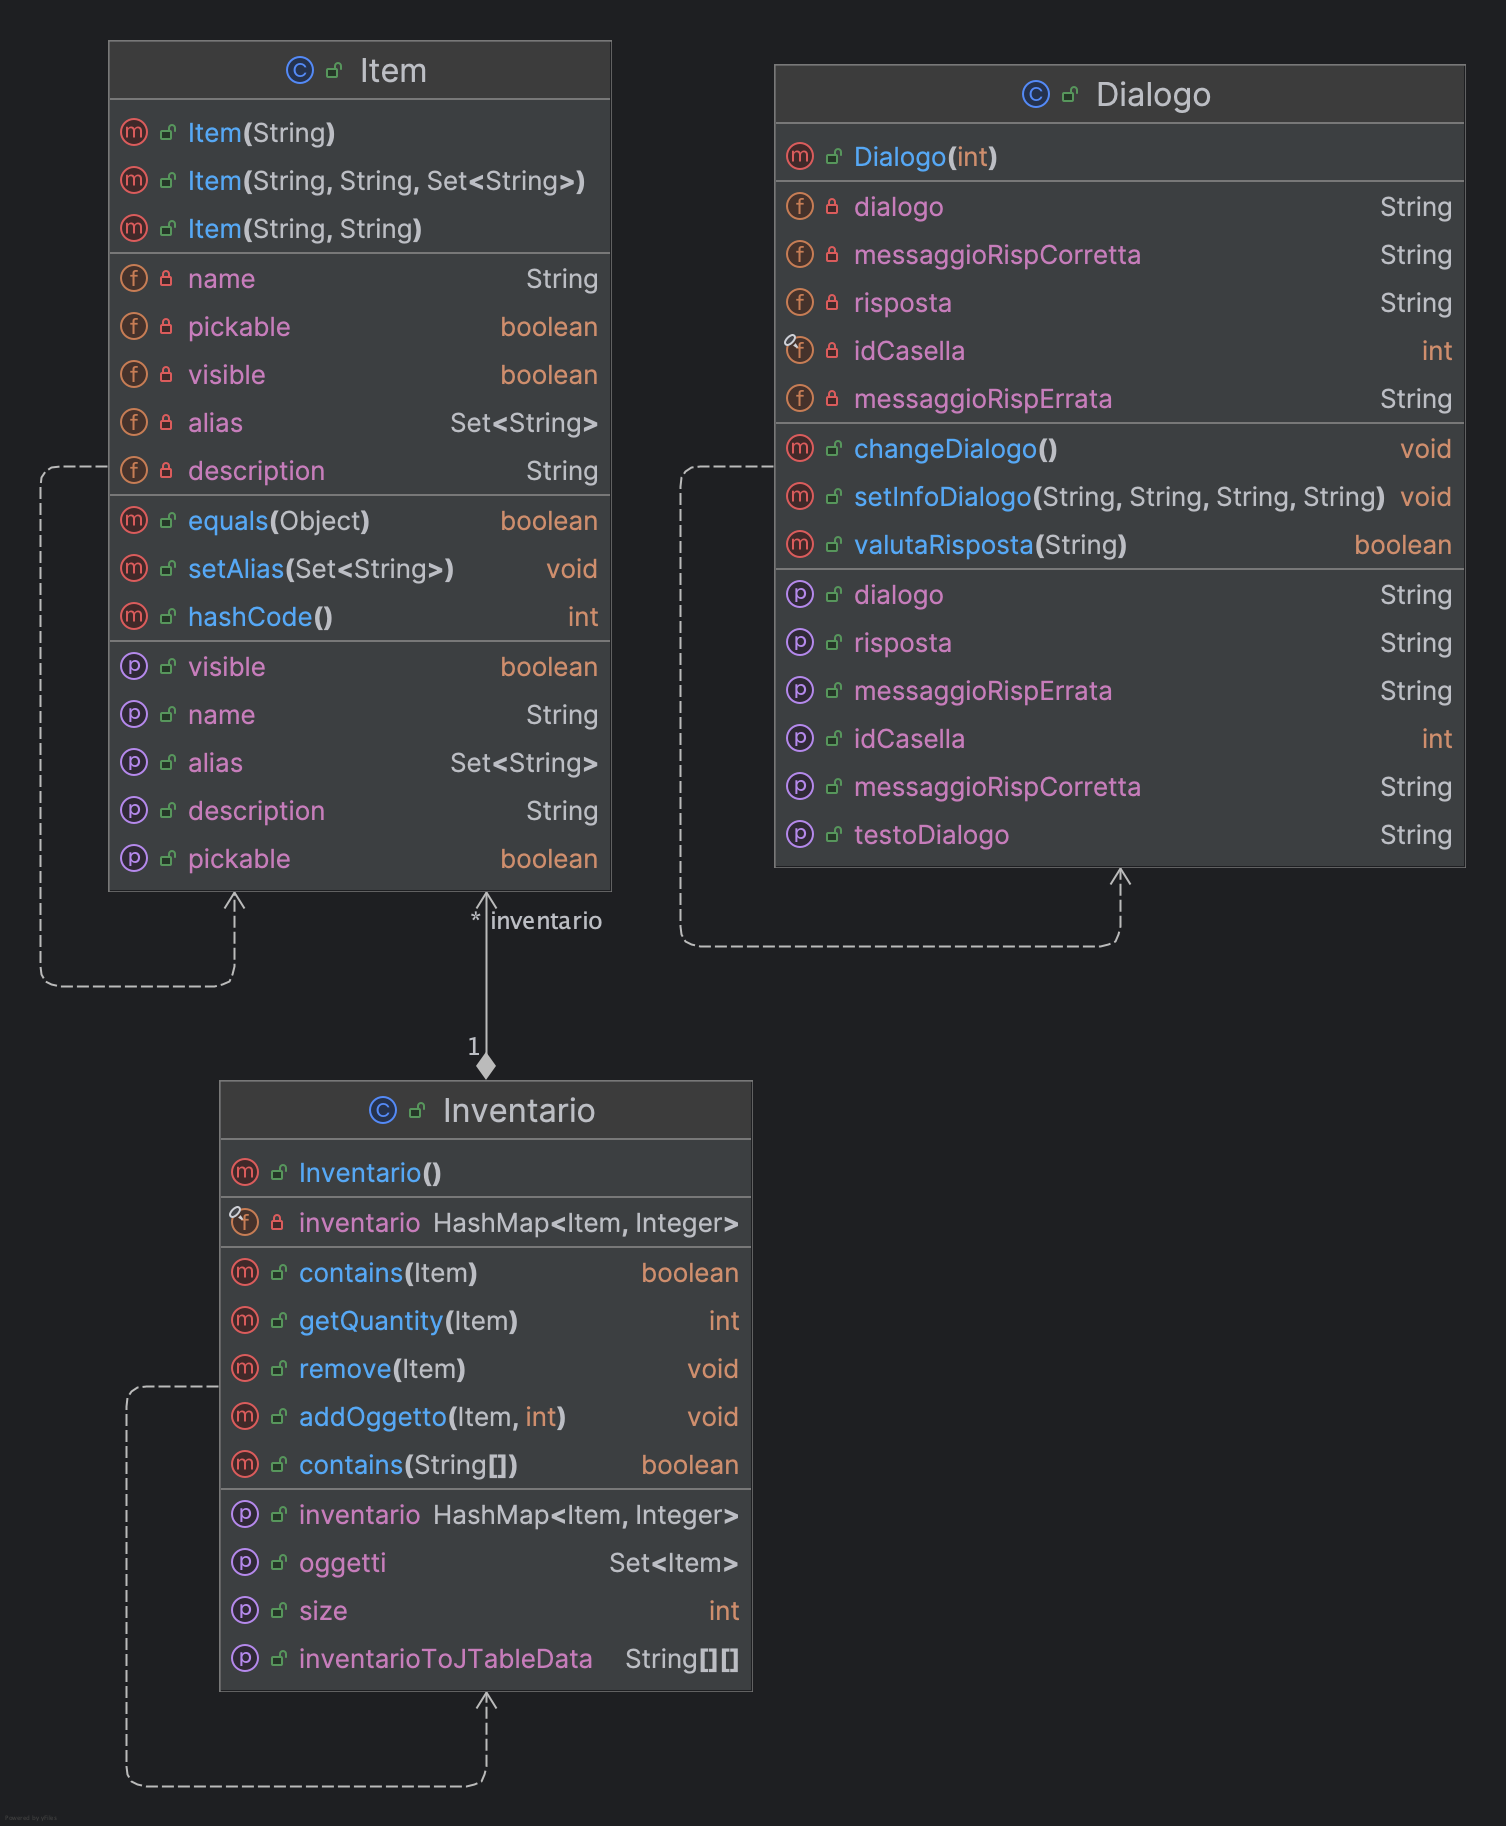 Item
Item(String)
Item(String, String, Set<String>)
Item(String, String)
name String
pickable boolean
visible boolean
alias Set<String>
description String
equals(Object) boolean
setAlias(Set<String>) void
hashCode() int
visible boolean
name String
alias Set<String>
description String
pickable boolean
Dialogo
Dialogo(int)
dialogo String
messaggioRispCorretta String
risposta String
idCasella int
messaggioRispErrata String
changeDialogo() void
setInfoDialogo(String, String, String, String) void
valutaRisposta(String) boolean
dialogo String
risposta String
messaggioRispErrata String
idCasella int
messaggioRispCorretta String
testoDialogo String
* inventario
1
Inventario
Inventario()
inventario HashMap<Item, Integer>
contains(Item) boolean
getQuantity(Item) int
remove(Item) void
addOggetto(Item, int) void
contains(String[]) boolean
inventario HashMap<Item, Integer>
oggetti Set<Item>
size int
inventarioToJTableData String[][]
Powered by yFiles